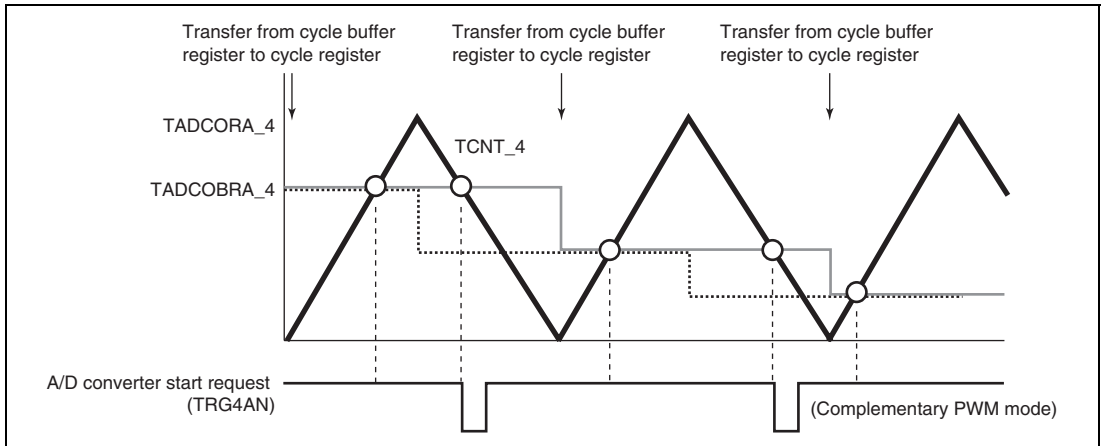 Transfer from cycle buffer
register to cycle register
Transfer from cycle buffer
register to cycle register
Transfer from cycle buffer
register to cycle register
TADCORA_4
TCNT_4
TADCOBRA_4
A/D converter start request
(TRG4AN)
(Complementary PWM mode)